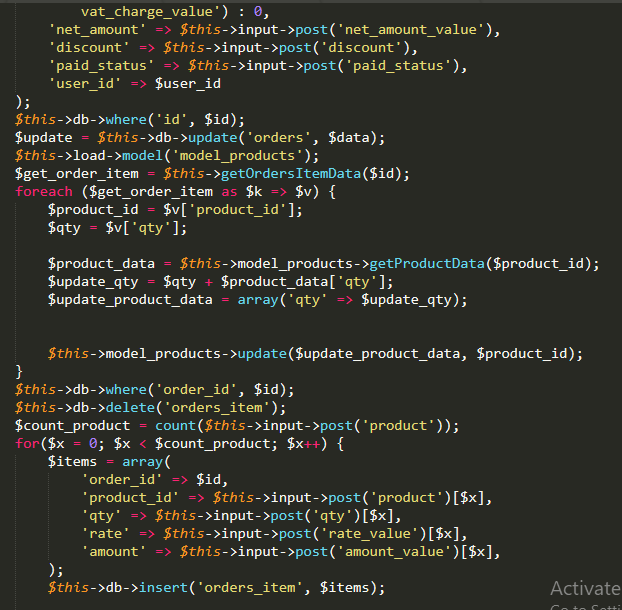 vat_charge_value') : 0,
'net_amount' => $this->input->post('net_amount_value'),
'discount' => $this->input->post('discount'),
'paid_status' => $this->input->post('paid_status'),
'user_id' => $user_id
);
$this->db->where('id', $id);
$update = $this->db->update('orders', $data);
$this->load->model('model_products');
$get_order_item = $this->getOrdersItemData($id);
foreach ($get_order_item as $k => $v) {
$product_id = $v['product_id'];
$qty = $v['qty'];
$product_data = $this->model_products->getProductData($product_id);
$update_qty = $qty + $product_data['qty'];
$update_product_data = array('qty' => $update_qty);
$this->model_products->update($update_product_data, $product_id);
}
$this->db->where('order_id', $id);
$this->db->delete('orders_item');
$count_product = count($this->input->post('product'));
for($x = 0; $x < $count_product; $x++) {
$items = array(
'order_id' => $id,
'product_id' => $this->input->post('product')[$x],
'qty' => $this->input->post('qty')[$x],
'rate' => $this->input->post('rate_value')[$x],
'amount' => $this->input->post('amount_value')[$x],
);
$this->db->insert('orders_item', $items);
Activate